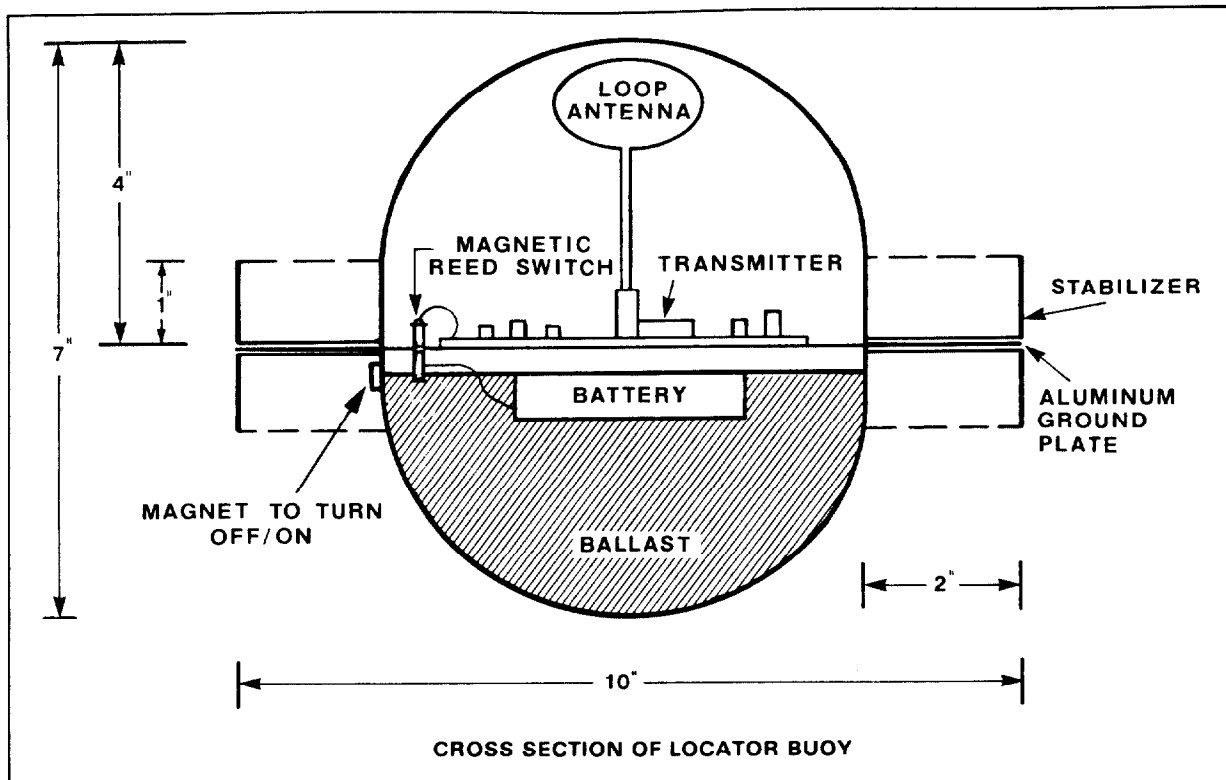 LOOP
ANTENNA
4"
MAGNETIC
REED SWITCH
TRANSMITTER
1"
STABILIZER
7"
BATTERY
ALUMINUM
GROUND
PLATE
MAGNET TO TURN
OFF/ON
BALLAST
2"
10"
CROSS SECTION OF LOCATOR BUOY